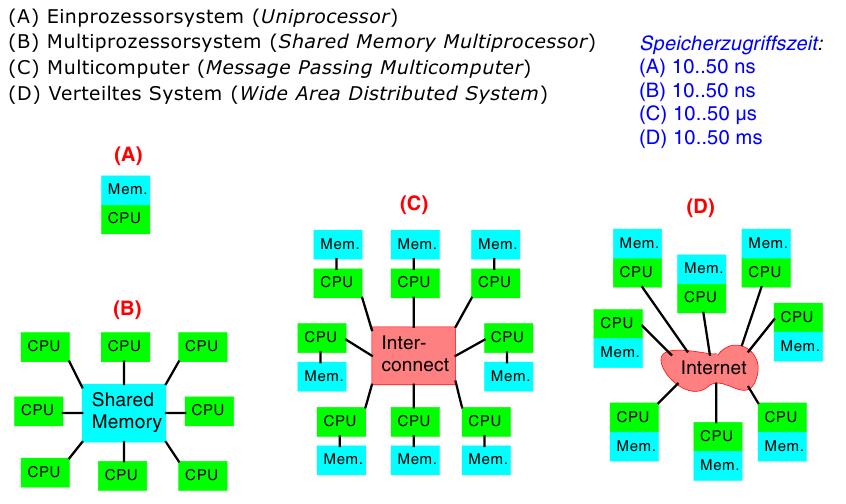 (A) Einprozessorsystem (Uniprocessor)
(B) Multiprozessorsystem (Shared Memory Multiprocessor)
(C) Multicomputer (Message Passing Multicomputer)
(D) Verteiltes System (Wide Area Distributed System)
Speicherzugriffszeit:
(A) 10..50 ns
(B) 10..50 ns
(C) 10..50 µs
(D) 10..50 ms
(A)
Mem.
CPU
(B)
CPU
CPU
CPU
CPU
Shared
Memory
CPU
CPU
CPU
CPU
(C)
Mem.
Mem.
Mem.
CPU
CPU
CPU
CPU
Mem.
Inter-
connect
CPU
Mem.
CPU
CPU
CPU
Mem.
Mem.
Mem.
(D)
Mem.
CPU
Mem.
CPU
Mem.
CPU
CPU
Mem.
CPU
Mem.
Internet
CPU
Mem.
CPU
Mem.
CPU
Mem.